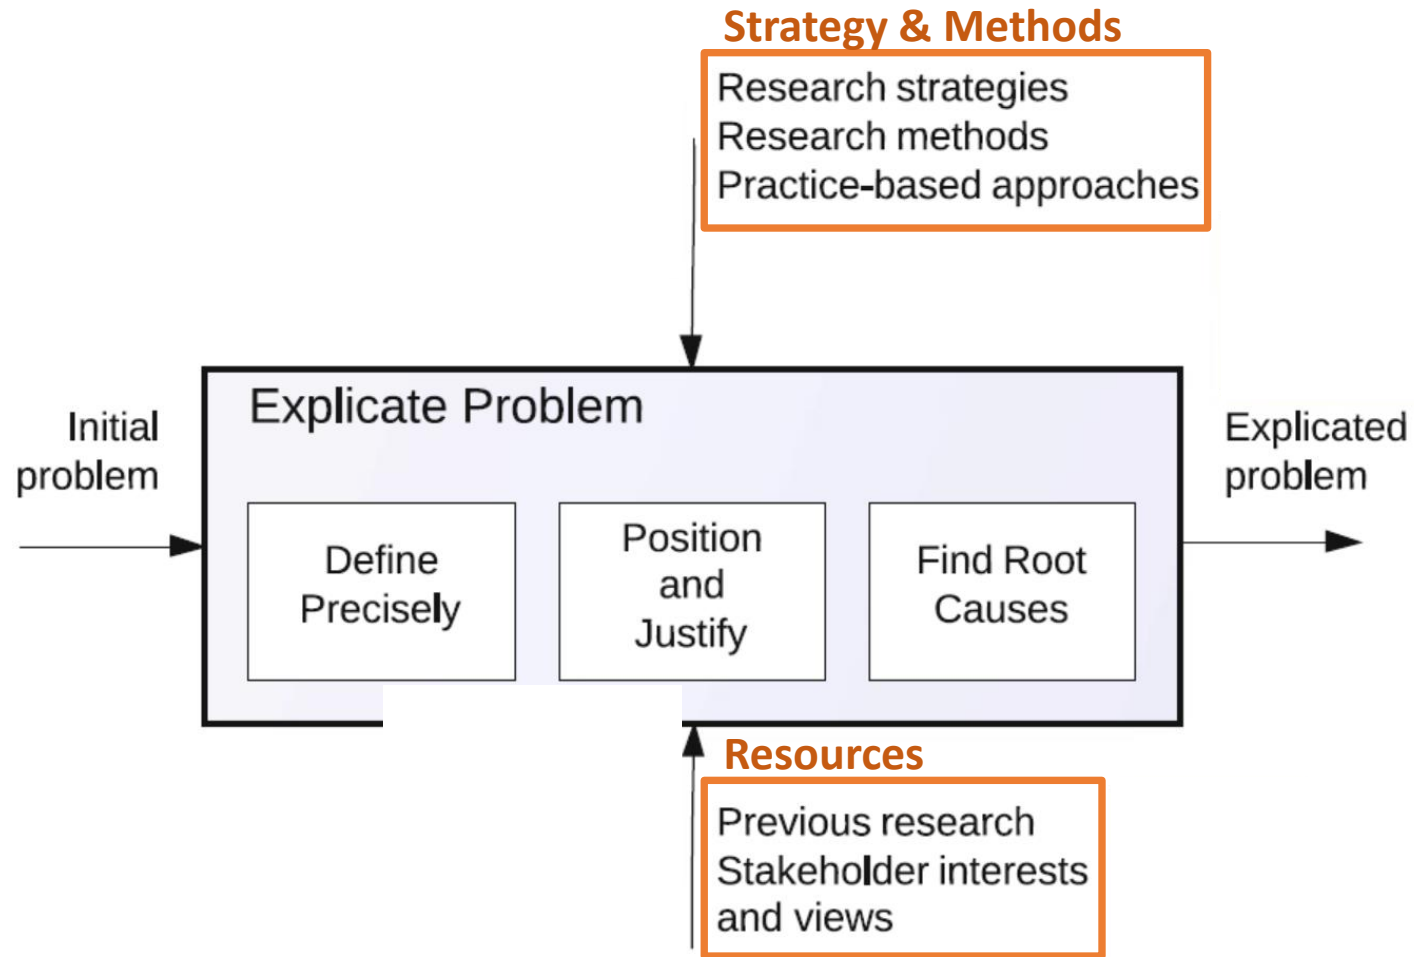 Strategy & Methods
Research strategies
Research methods
Practice-based approaches
Initial
problem
Explicate Problem
Define
Precisely
Position
and
Justify
Find Root
Causes
Explicated
problem
Resources
Previous research
Stakeholder interests
and views